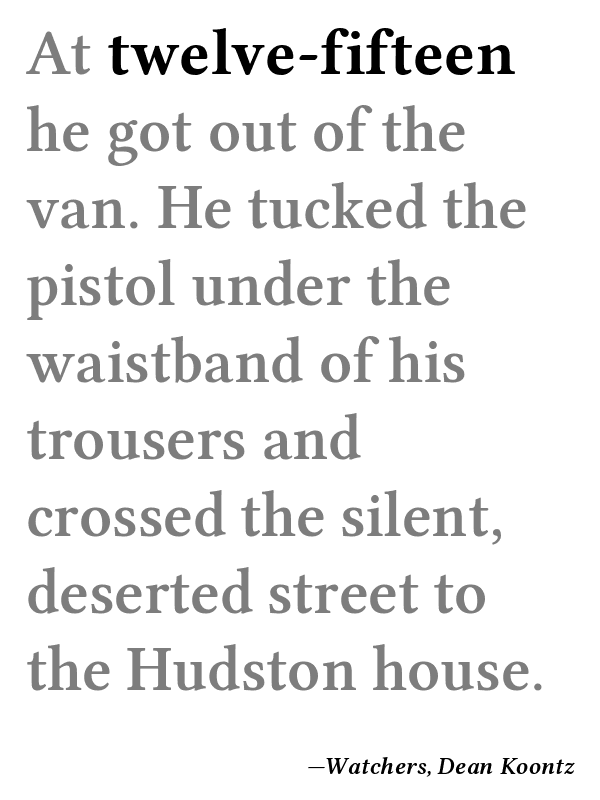 At twelve-fifteen
he got out of the
van. He tucked the
pistol under the
waistband of his
trousers and
crossed the silent,
deserted street to
the Hudston house.
—Watchers, Dean Koontz